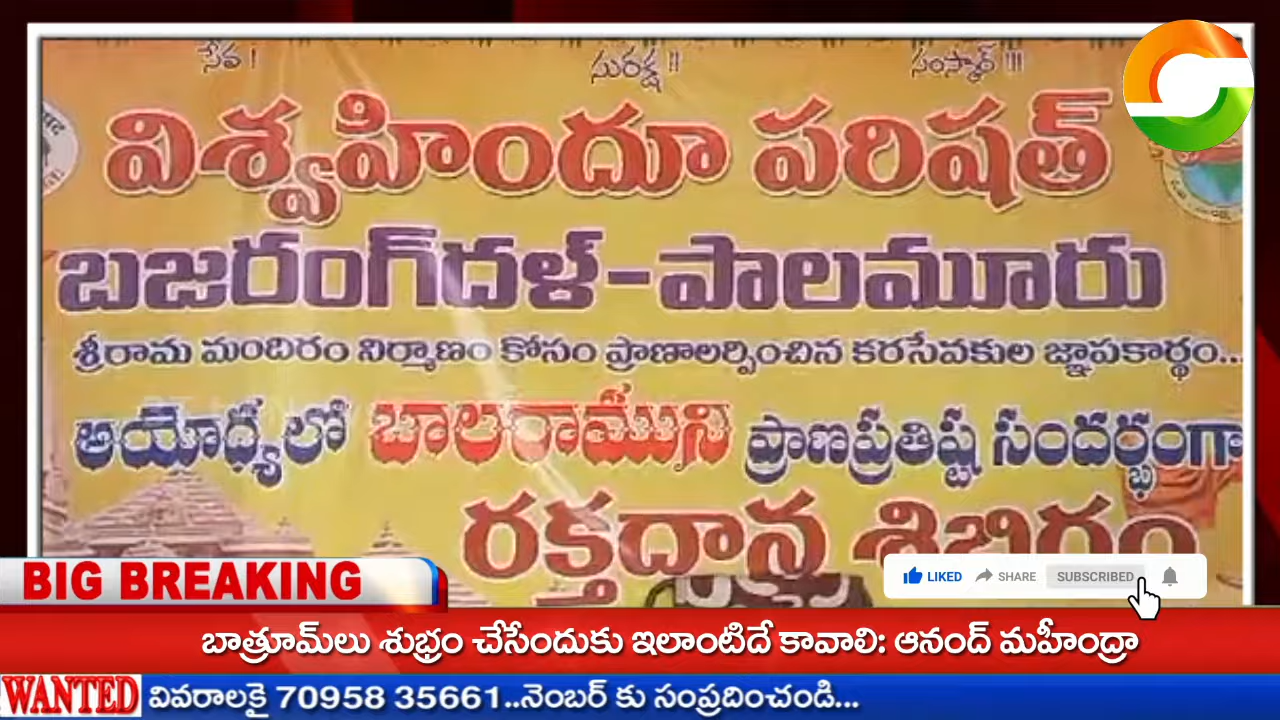 సేవ । సురక్ష ॥ సంస్కార్ ॥।
విశ్వహిందూ పరిషత్
బజరంగ్‌దళ్-పాలమూరు
శ్రీరామ మందిరం నిర్మాణం కోసం ప్రాణాలర్పించిన కరసేవకుల జ్ఞాపకార్థం...
అయోధ్యలో బాలరాముని ప్రాణప్రతిష్ట సందర్భంగా
రక్తదాన శిబిరం
LIKED SHARE SUBSCRIBED
BIG BREAKING
బాత్రూమ్‌లు శుభ్రం చేసేందుకు ఇలాంటిదే కావాలి: ఆనంద్ మహీంద్రా
WANTED వివరాలకై 70958 35661..నెంబర్ కు సంప్రదించండి...